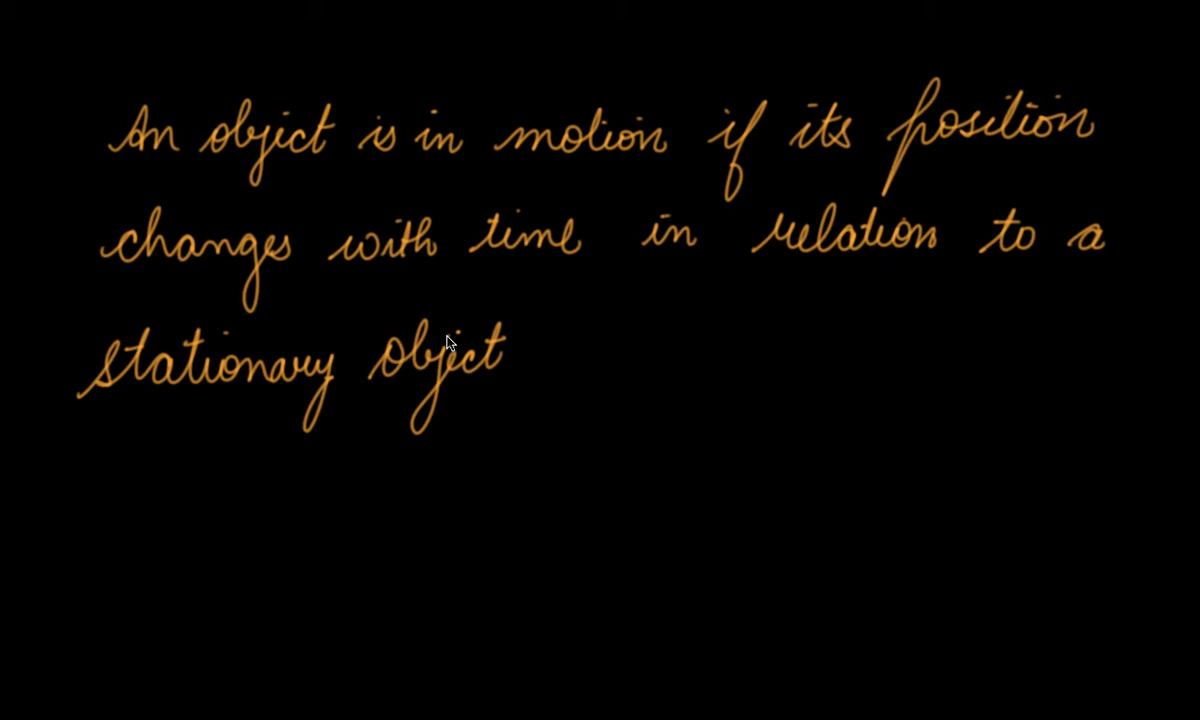 An object is in motion if its position
changes with time in relation to a
stationary object